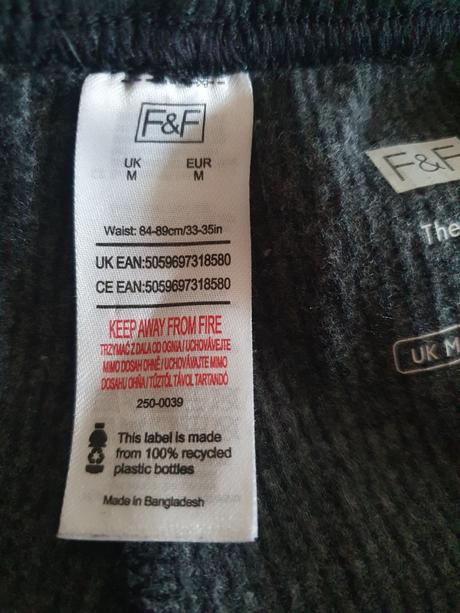 F&F
UK EUR
M M
Waist: 84-89cm/33-35in
UK EAN:5059697318580
CE EAN:5059697318580
KEEP AWAY FROM FIRE
TRZYMAĆ Z DALA OD OGNIA/UCHOVÁVEJTE
MIMO DOSAH OHNĚ/UCHOVÁVAJTE MIMO
DOSAHU OHŇA/TŰZTŐL TÁVOL TARTANDÓ
250-0039
This label is made
from 100% recycled
plastic bottles
Made in Bangladesh
F&F
The
UK M